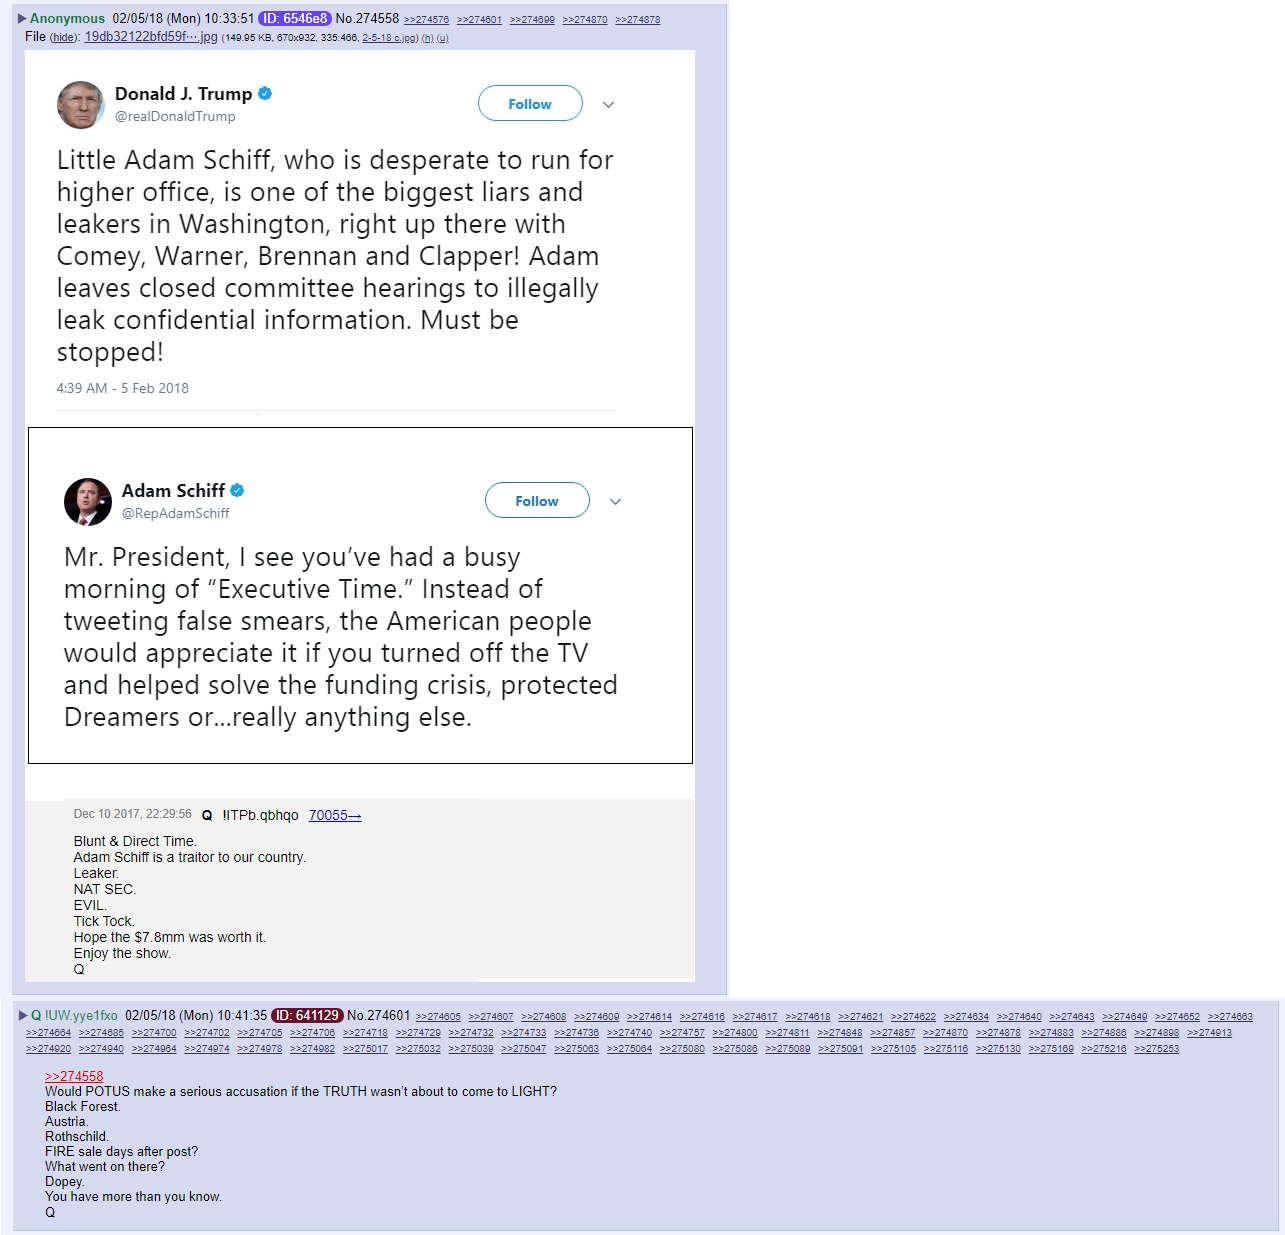 Anonymous 02/05/18 (Mon) 10:33:51 ID: 6546e8 No.274558 >>274576 >>274601 >>274699 >>274870 >>274878
File (hide): 19db32122bfd59f⋯.jpg (149.95 KB, 670x932, 335:466, 2-5-18 c.jpg) (h) (u)
Donald J. Trump
@realDonaldTrump
Follow
Little Adam Schiff, who is desperate to run for
higher office, is one of the biggest liars and
leakers in Washington, right up there with
Comey, Warner, Brennan and Clapper! Adam
leaves closed committee hearings to illegally
leak confidential information. Must be
stopped!
4:39 AM - 5 Feb 2018
Adam Schiff
@RepAdamSchiff
Follow
Mr. President, I see you’ve had a busy
morning of “Executive Time.” Instead of
tweeting false smears, the American people
would appreciate it if you turned off the TV
and helped solve the funding crisis, protected
Dreamers or...really anything else.
Dec 10 2017, 22:29:56 Q !ITPb.qbhqo 70055→
Blunt & Direct Time.
Adam Schiff is a traitor to our country.
Leaker.
NAT SEC.
EVIL.
Tick Tock.
Hope the $7.8mm was worth it.
Enjoy the show.
Q
Q !UW.yye1fxo 02/05/18 (Mon) 10:41:35 ID: 641129 No.274601 >>274605 >>274607 >>274608 >>274609 >>274614 >>274616 >>274617 >>274618 >>274621 >>274622 >>274634 >>274640 >>274643 >>274649 >>274652 >>274663
>>274664 >>274685 >>274700 >>274702 >>274705 >>274706 >>274718 >>274729 >>274732 >>274733 >>274736 >>274740 >>274757 >>274800 >>274811 >>274848 >>274857 >>274870 >>274878 >>274883 >>274886 >>274898 >>274913
>>274920 >>274940 >>274964 >>274974 >>274978 >>274982 >>275017 >>275032 >>275039 >>275047 >>275063 >>275064 >>275080 >>275086 >>275089 >>275091 >>275105 >>275116 >>275130 >>275169 >>275216 >>275253
>>274558
Would POTUS make a serious accusation if the TRUTH wasn’t about to come to LIGHT?
Black Forest.
Austria.
Rothschild.
FIRE sale days after post?
What went on there?
Dopey.
You have more than you know.
Q